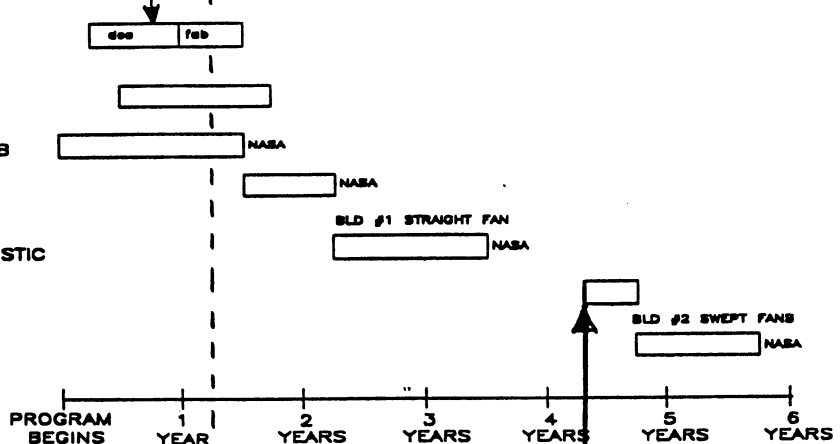 des fab
B NASA
NASA
BLD #1 STRAIGHT FAN
NASA
STIC
BLD #2 SWEPT FANS
NASA
1 2 3 4 5 6
PROGRAM
BEGINS YEAR YEARS YEARS YEARS YEARS YEARS